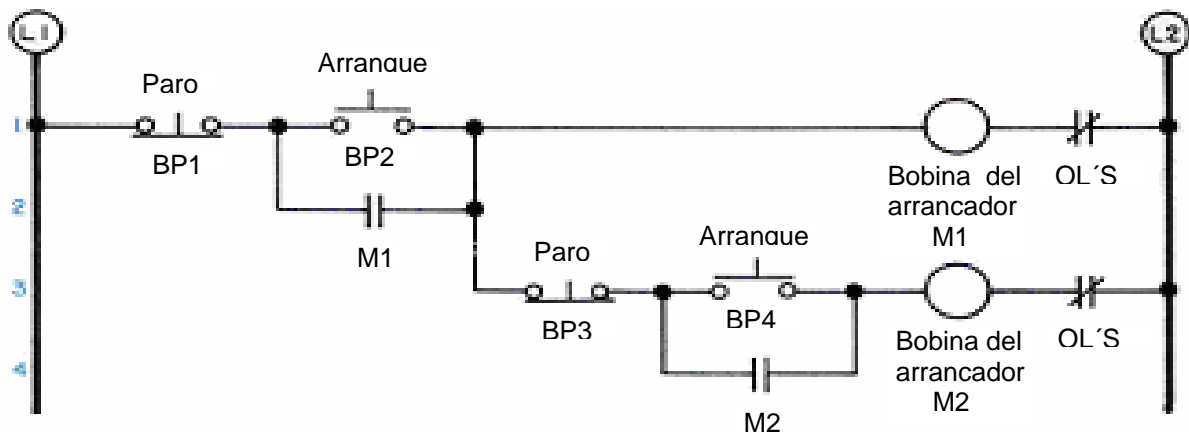 L1
L2
Arranque
Paro
1
BP1
BP2
Bobina del
arrancador
M1
OL´S
2
M1
Paro
Arranque
3
BP3
BP4
Bobina del
arrancador
M2
OL´S
4
M2